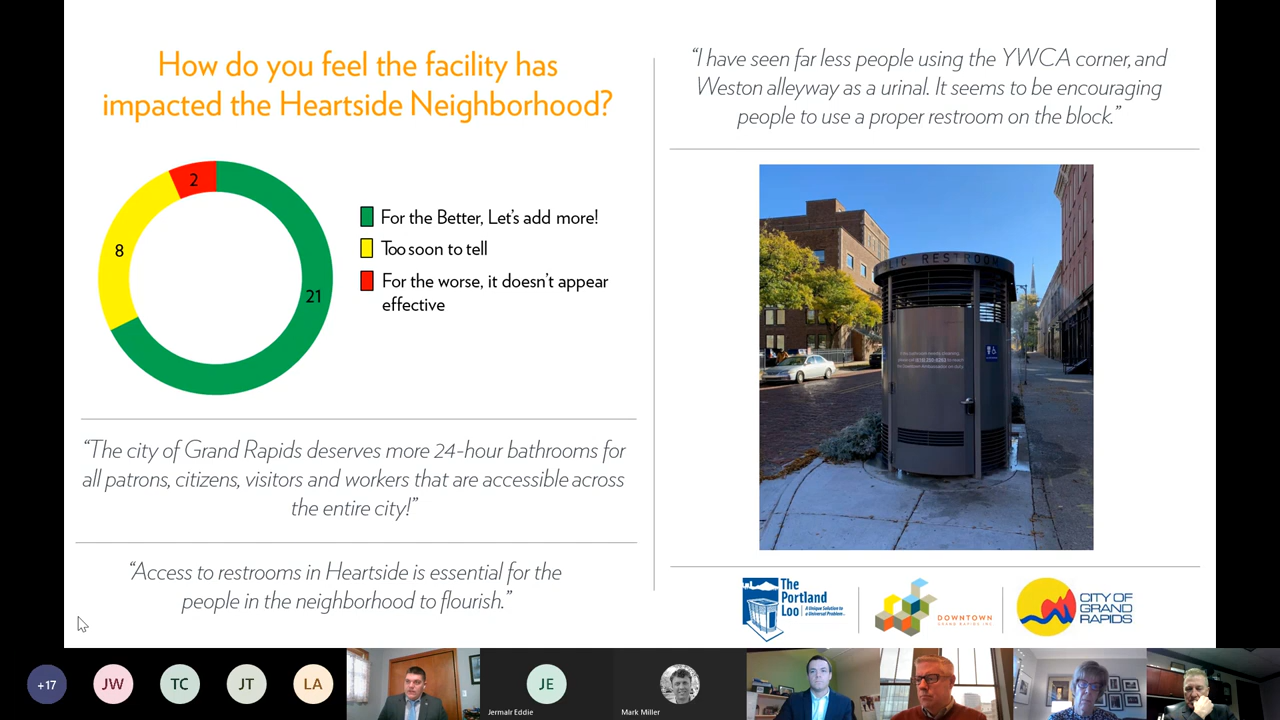 How do you feel the facility has
impacted the Heartside Neighborhood?
2
8
21
For the Better, Let's add more!
Too soon to tell
For the worse, it doesn't appear
effective
“The city of Grand Rapids deserves more 24-hour bathrooms for
all patrons, citizens, visitors and workers that are accessible across
the entire city!”
“Access to restrooms in Heartside is essential for the
people in the neighborhood to flourish.”
“I have seen far less people using the YWCA corner, and
Weston alleyway as a urinal. It seems to be encouraging
people to use a proper restroom on the block.”
LIC RESTROOM
The
Portland
Loo
A Unique Solution to
a Universal Problem
DOWNTOWN
GRAND RAPIDS INC
CITY OF
GRAND
RAPIDS
+17
JW
TC
JT
LA
JE
Jermalr Eddie
Mark Miller